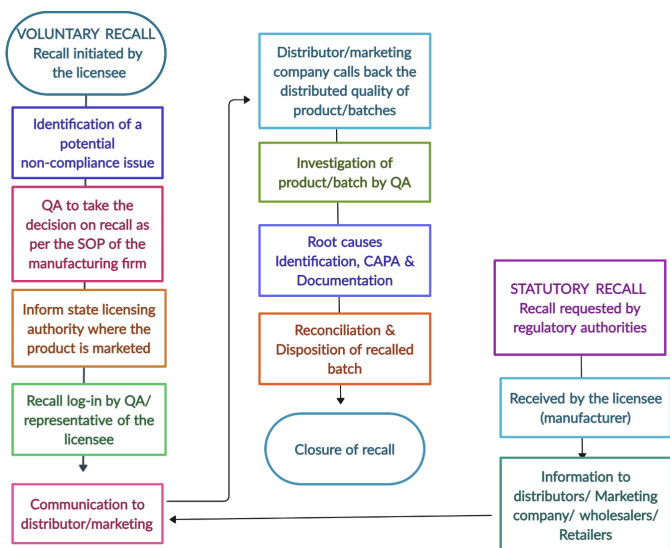 VOLUNTARY RECALL
Recall initiated by
the licensee
Identification of a
potential
non-compliance issue
QA to take the
decision on recall as
per the SOP of the
manufacturing firm
Inform state licensing
authority where the
product is marketed
Recall log-in by QA/
representative of the
licensee
Communication to
distributor/marketing
Distributor/marketing
company calls back the
distributed quality of
product/batches
Investigation of
product/batch by QA
Root causes
Identification, CAPA &
Documentation
Reconciliation &
Disposition of recalled
batch
Closure of recall
STATUTORY RECALL
Recall requested by
regulatory authorities
Received by the licensee
(manufacturer)
Information to
distributors/ Marketing
company/ wholesalers/
Retailers